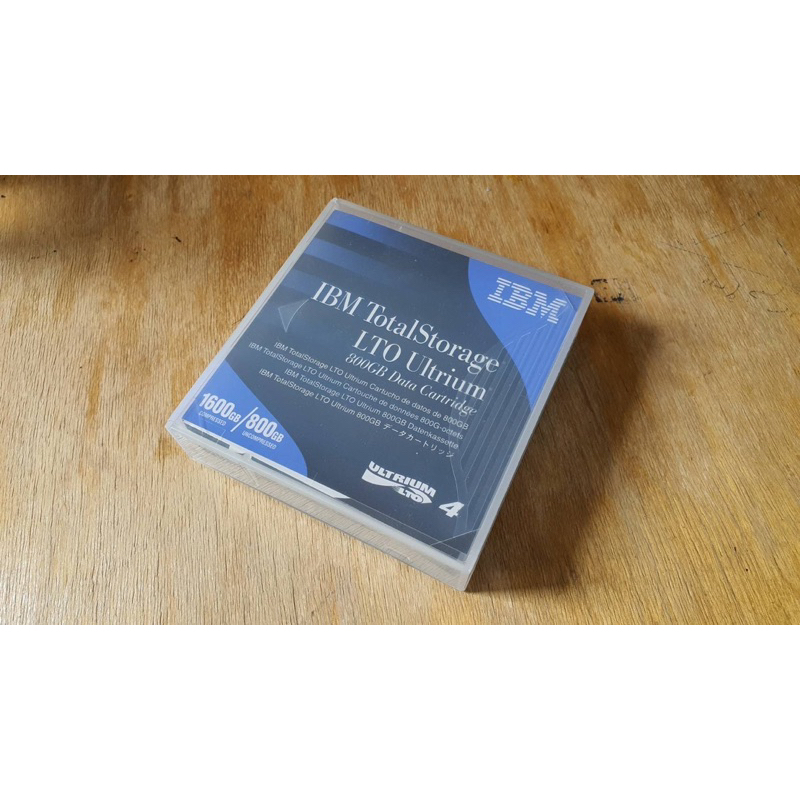 IBM
IBM TotalStorage
LTO Ultrium
800GB Data Cartridge
IBM TotalStorage LTO Ultrium Cartucho de datos de 800GB
IBM TotalStorage LTO Ultrium Cartouche de données 800G-octets
IBM TotalStorage LTO Ultrium 800GB Datenkassette
IBM TotalStorage LTO Ultrium 800GB データカートリッジ
1600GB/800GB
COMPRESSED UNCOMPRESSED
ULTRIUM
LTO 4